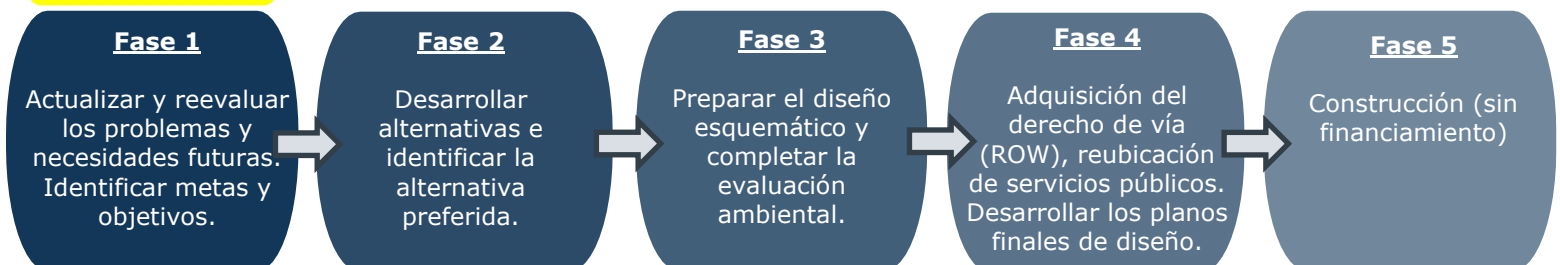 Fase 1
Actualizar y reevaluar
los problemas y
necesidades futuras.
Identificar metas y
objetivos.
Fase 2
Desarrollar
alternativas e
identificar la
alternativa
preferida.
Fase 3
Preparar el diseño
esquemático y
completar la
evaluación
ambiental.
Fase 4
Adquisición del
derecho de vía
(ROW), reubicación
de servicios públicos.
Desarrollar los planos
finales de diseño.
Fase 5
Construcción (sin
financiamiento)